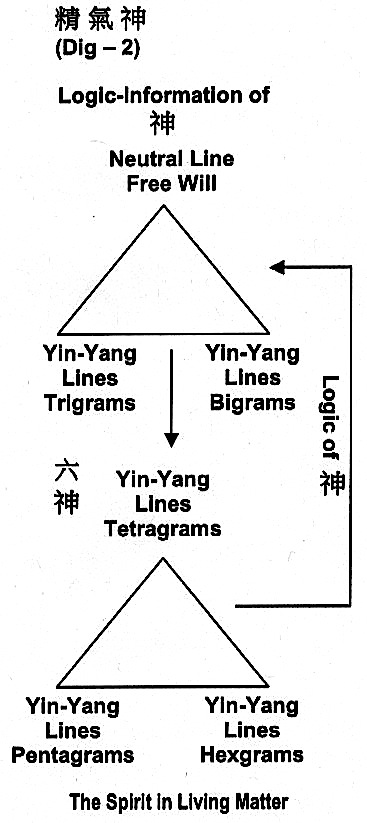 精氣神
(Dig – 2)
Logic-Information of
神
Neutral Line
Free Will
Yin-Yang
Lines
Trigrams
Yin-Yang
Lines
Bigrams
Logic of 神
六
神
Yin-Yang
Lines
Tetragrams
Yin-Yang
Lines
Pentagrams
Yin-Yang
Lines
Hexgrams
The Spirit in Living Matter